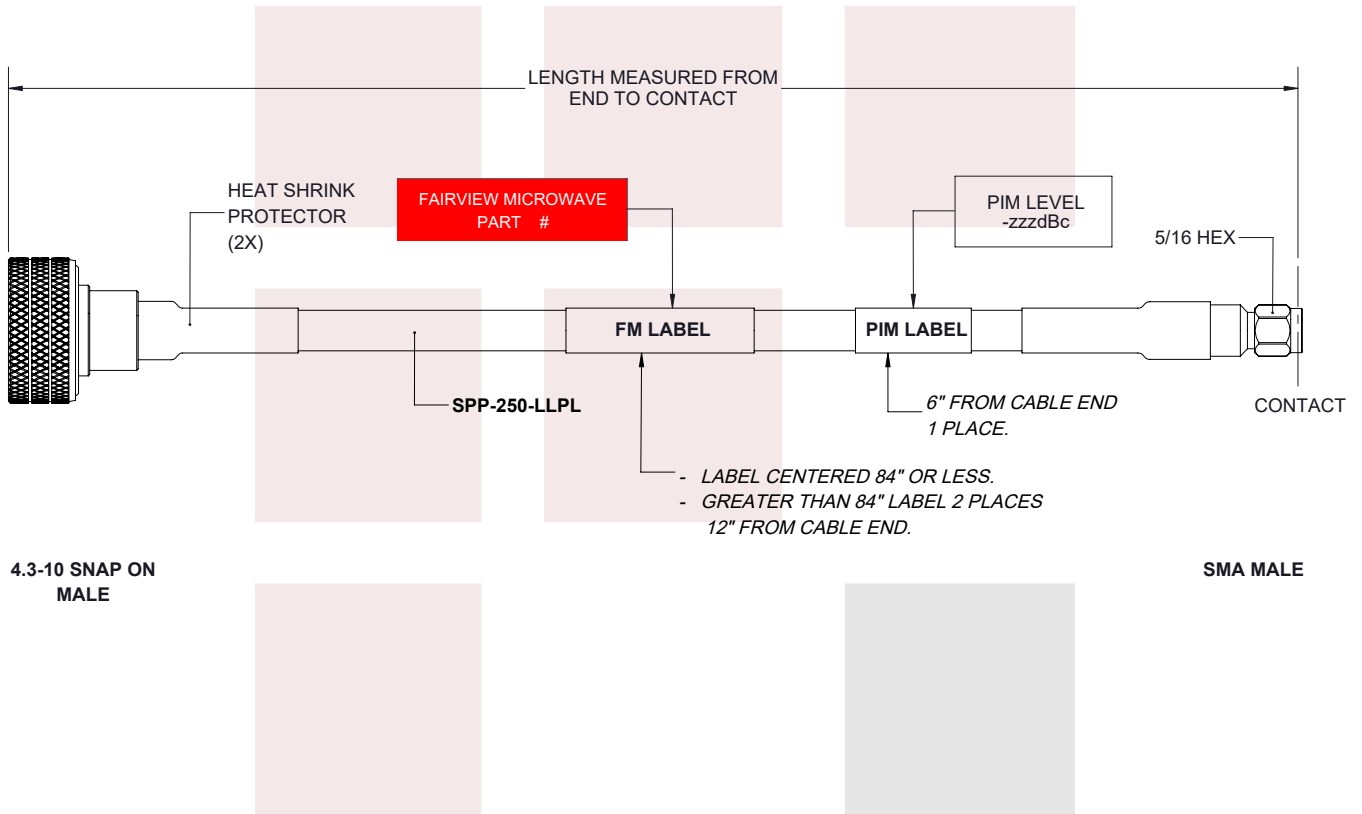 LENGTH MEASURED FROM
END TO CONTACT
HEAT SHRINK
PROTECTOR
(2X)
FAIRVIEW MICROWAVE
PART #
PIM LEVEL
-zzzdBc
5/16 HEX
FM LABEL
PIM LABEL
SPP-250-LLPL
6" FROM CABLE END
1 PLACE.
CONTACT
- LABEL CENTERED 84" OR LESS.
- GREATER THAN 84" LABEL 2 PLACES
12" FROM CABLE END.
4.3-10 SNAP ON
MALE
SMA MALE